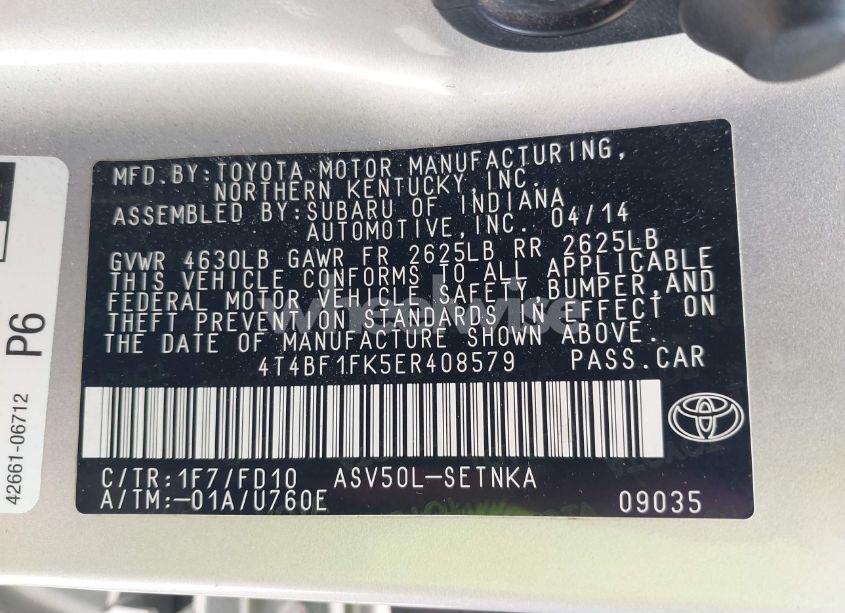 MFD.BY:TOYOTA MOTOR MANUFACTURING,
NORTHERN KENTUCKY,INC.
ASSEMBLED BY:SUBARU OF INDIANA
AUTOMOTIVE,INC. 04/14
GVWR 4630LB GAWR FR 2625LB RR 2625LB
THIS VEHICLE CONFORMS TO ALL APPLICABLE
FEDERAL MOTOR VEHICLE SAFETY,BUMPER,AND
THEFT PREVENTION STANDARDS IN EFFECT ON
THE DATE OF MANUFACTURE SHOWN ABOVE.
4T4BF1FK5ER408579 PASS.CAR
C/TR:1F7/FD10 ASV50L-SETNKA
A/TM:-01A/U760E 09035
P6
42661-06712
wheelwise